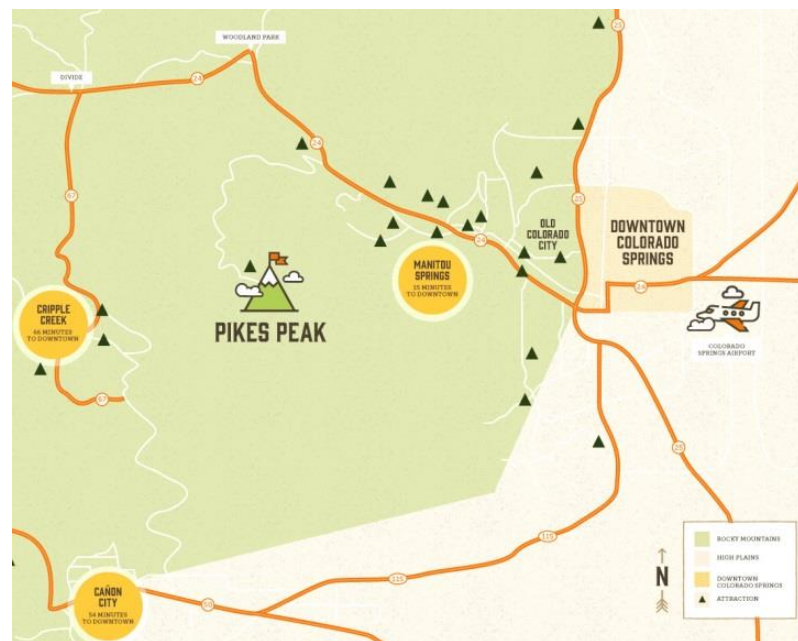 25
WOODLAND PARK
DIVIDE
24
24
67
25
OLD
COLORADO
CITY
DOWNTOWN
COLORADO
SPRINGS
24
MANITOU
SPRINGS
15 MINUTES
TO DOWNTOWN
24
PIKES PEAK
CRIPPLE
CREEK
66 MINUTES
TO DOWNTOWN
COLORADO
SPRINGS AIRPORT
67
25
115
115
N
ROCKY MOUNTAINS
HIGH PLAINS
DOWNTOWN
COLORADO SPRINGS
ATTRACTION
CAÑON
CITY
54 MINUTES
TO DOWNTOWN
50